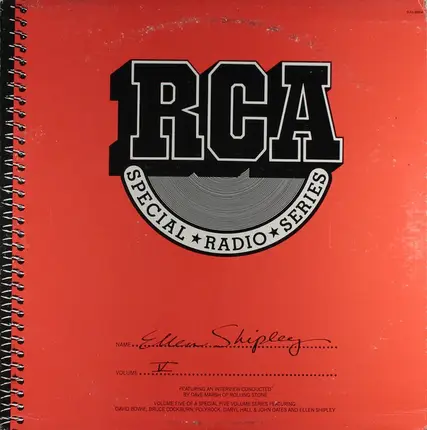 RCA
SPECIAL ★ RADIO ★ SERIES
NAME Ellen Shipley
VOLUME V
FEATURING AN INTERVIEW CONDUCTED
BY DAVE MARSH OF ROLLING STONE
VOLUME FIVE OF A SPECIAL FIVE VOLUME SERIES FEATURING:
DAVID BOWIE, BRUCE COCKBURN, POUSETTE, DARYL HALL & JOHN OATES AND ELLEN SHIPLEY